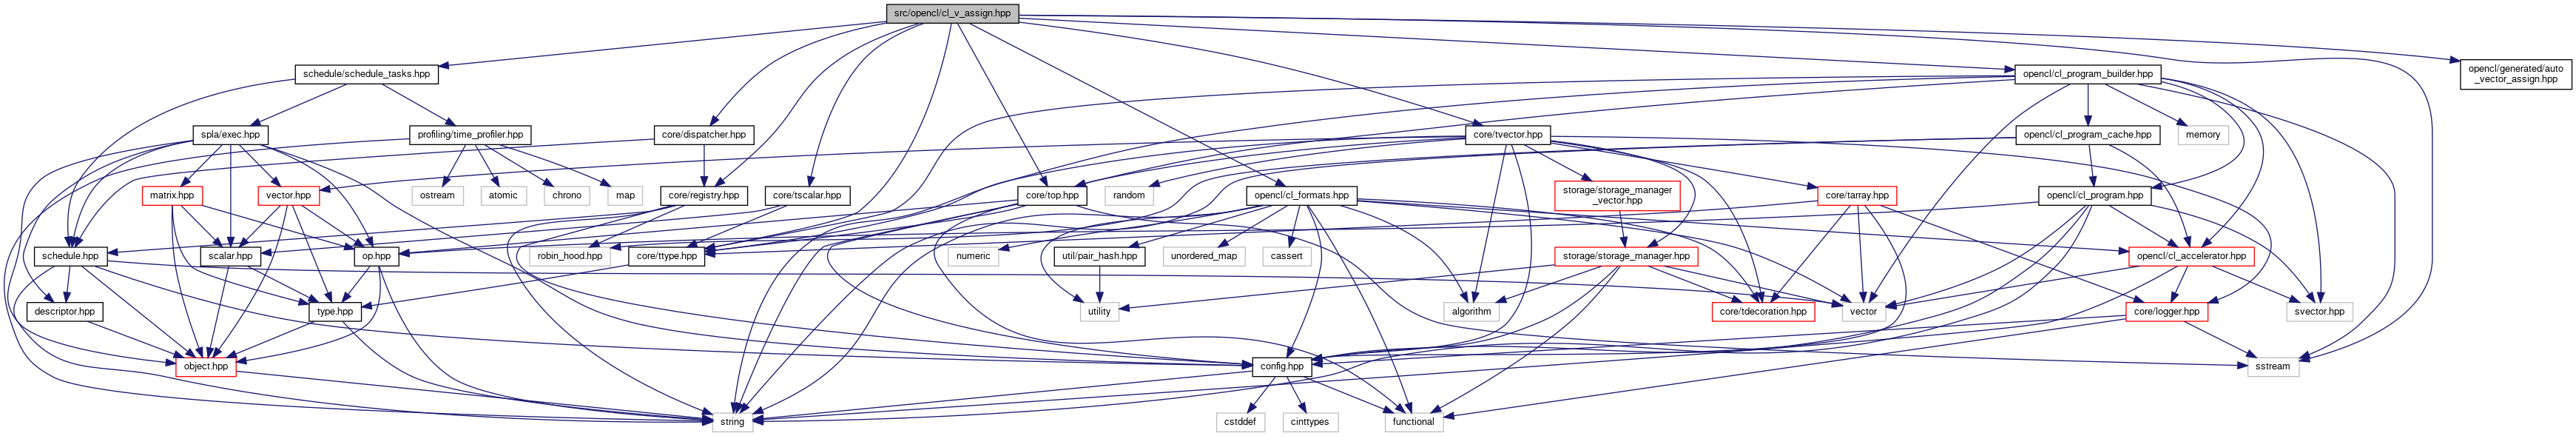 src/opencl/cl_v_assign.hpp
schedule/schedule_tasks.hpp
opencl/cl_program_builder.hpp
opencl/generated/auto
_vector_assign.hpp
spla/exec.hpp
profiling/time_profiler.hpp
core/dispatcher.hpp
core/tvector.hpp
opencl/cl_program_cache.hpp
memory
matrix.hpp
vector.hpp
ostream
atomic
chrono
map
core/registry.hpp
core/tscalar.hpp
core/top.hpp
random
opencl/cl_formats.hpp
storage/storage_manager
_vector.hpp
core/tarray.hpp
opencl/cl_program.hpp
schedule.hpp
scalar.hpp
op.hpp
robin_hood.hpp
core/ttype.hpp
numeric
util/pair_hash.hpp
unordered_map
cassert
storage/storage_manager.hpp
opencl/cl_accelerator.hpp
descriptor.hpp
type.hpp
utility
algorithm
core/tdecoration.hpp
vector
core/logger.hpp
svector.hpp
object.hpp
config.hpp
sstream
string
cstddef
cinttypes
functional